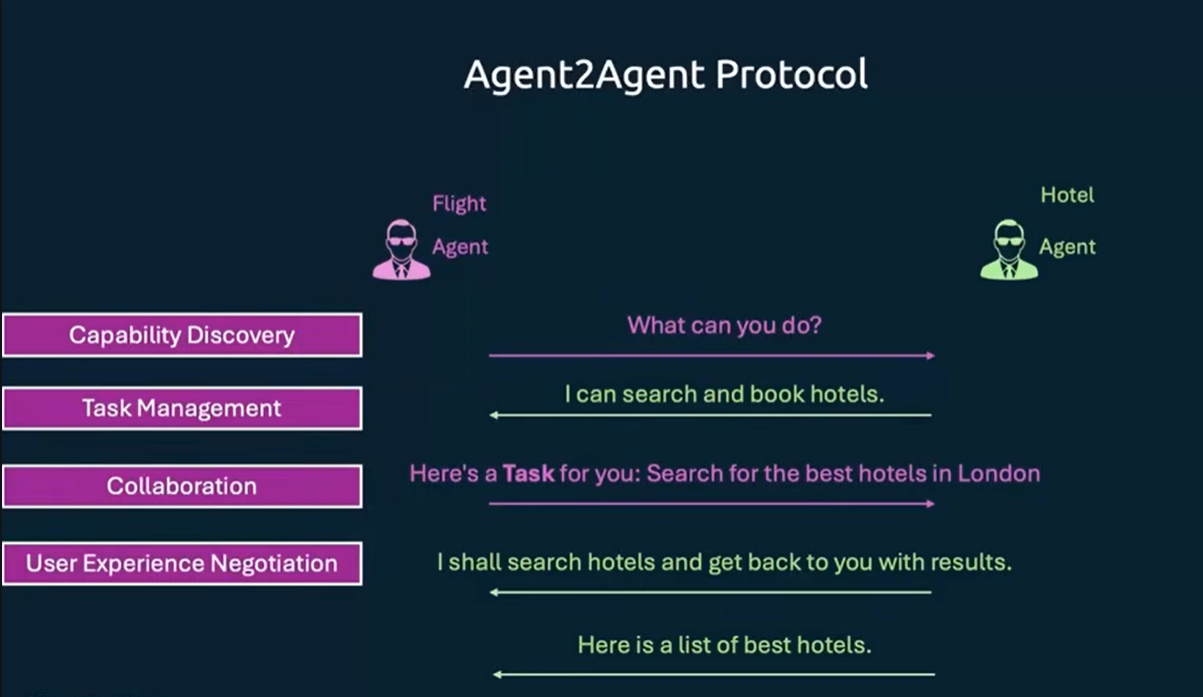 Agent2Agent Protocol
Flight
Agent
Hotel
Agent
Capability Discovery
What can you do?
Task Management
I can search and book hotels.
Collaboration
Here's a Task for you: Search for the best hotels in London
User Experience Negotiation
I shall search hotels and get back to you with results.
Here is a list of best hotels.